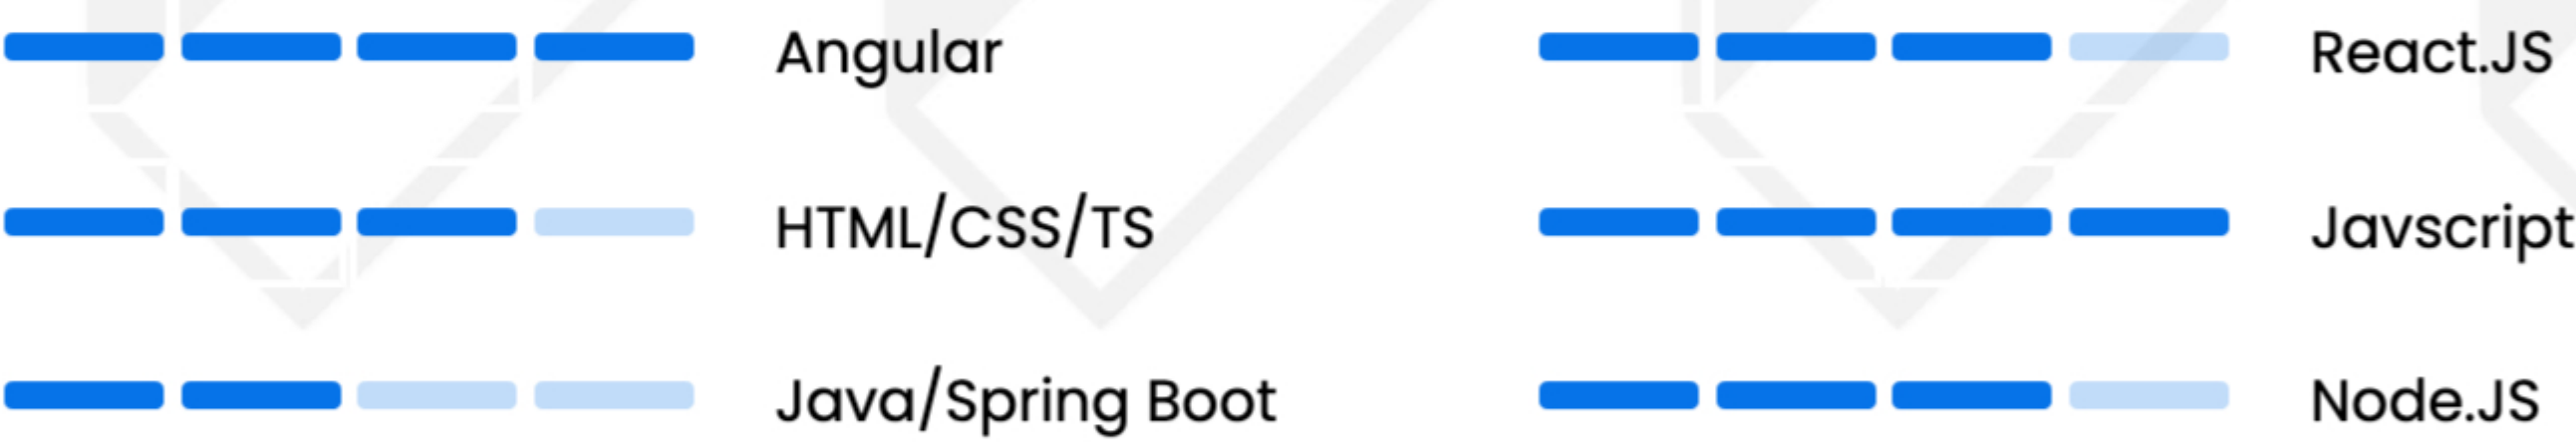 Angular
React.JS
HTML/CSS/TS
Javscript
Java/Spring Boot
Node.JS